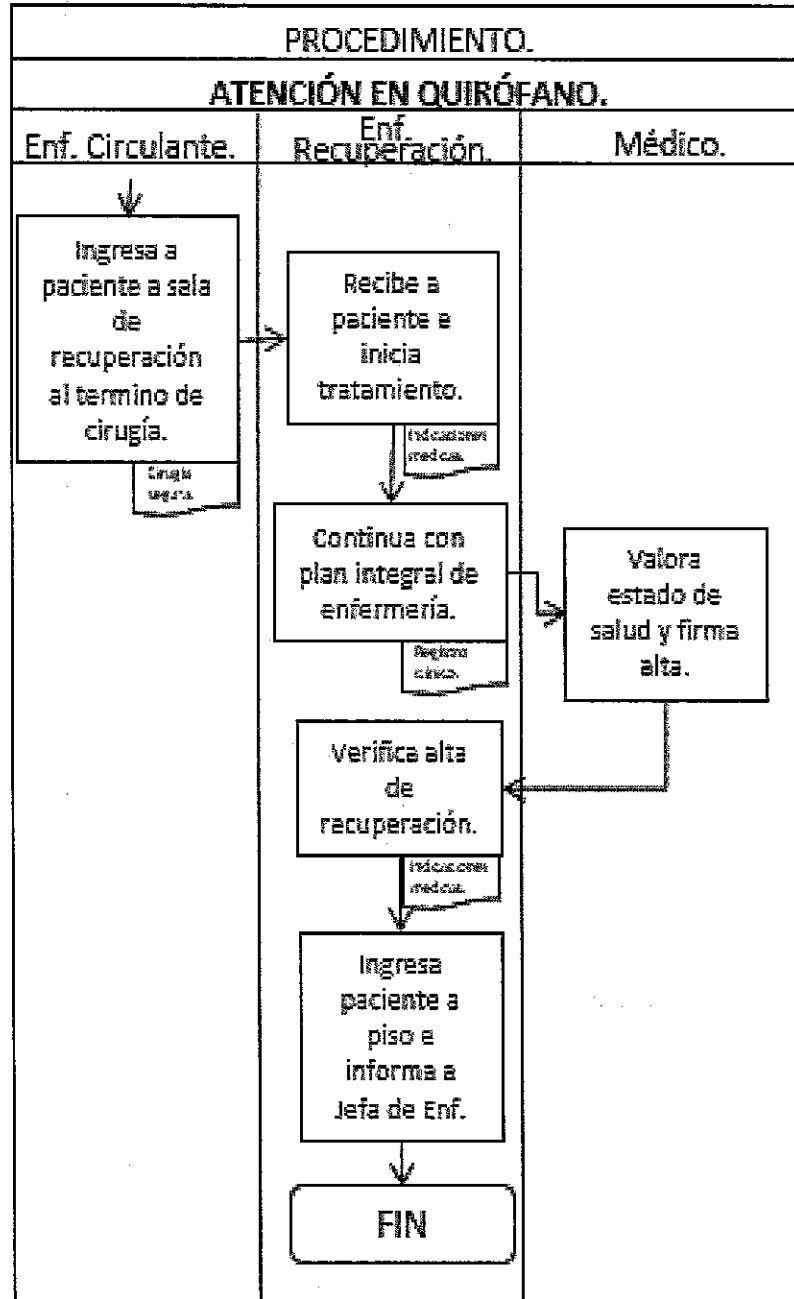 PROCEDIMIENTO.
ATENCIÓN EN QUIRÓFANO.
Enf. Circulante.
Enf.
Recuperación.
Médico.
Ingresa a
paciente a sala
de
recuperación
al termino de
cirugía.
Cirugía
segura.
Recibe a
paciente e
inicia
tratamiento.
Indicaciones
medicas.
Continua con
plan integral de
enfermería.
Registro
clínico.
Valora
estado de
salud y firma
alta.
Verifica alta
de
recuperación.
Indicaciones
medicas.
Ingresa
paciente a
piso e
informa a
Jefa de Enf.
FIN